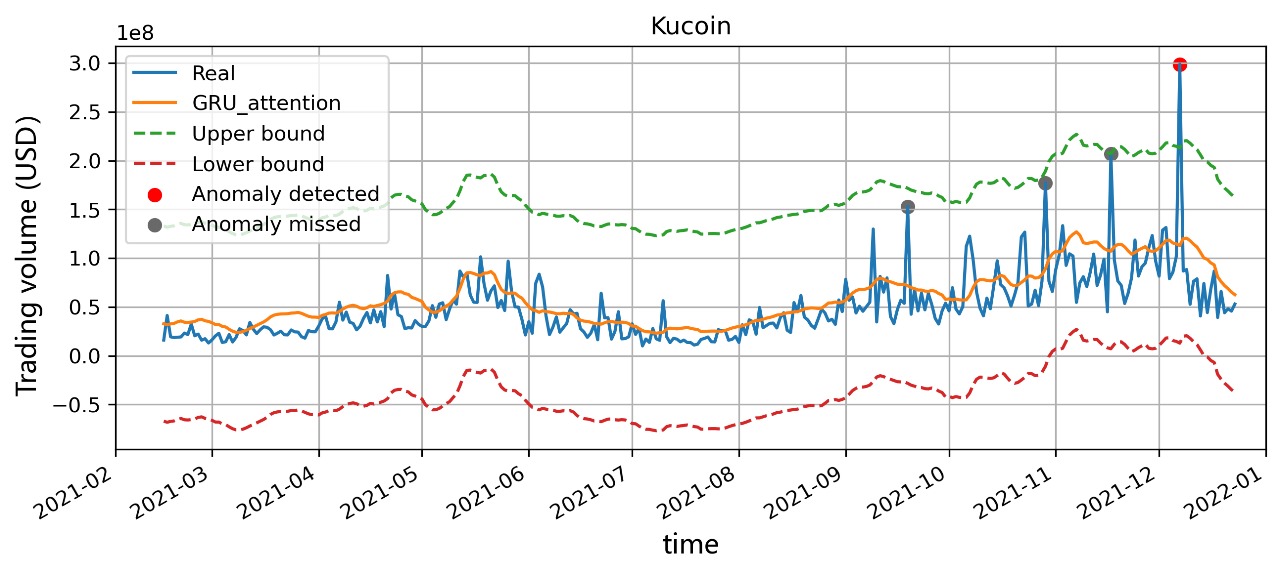 Kucoin
1e8
3.0
2.5
2.0
1.5
1.0
0.5
0.0
−0.5
Trading volume (USD)
Real
GRU_attention
Upper bound
Lower bound
Anomaly detected
Anomaly missed
2021-02
2021-03
2021-04
2021-05
2021-06
2021-07
2021-08
2021-09
2021-10
2021-11
2021-12
2022-01
time